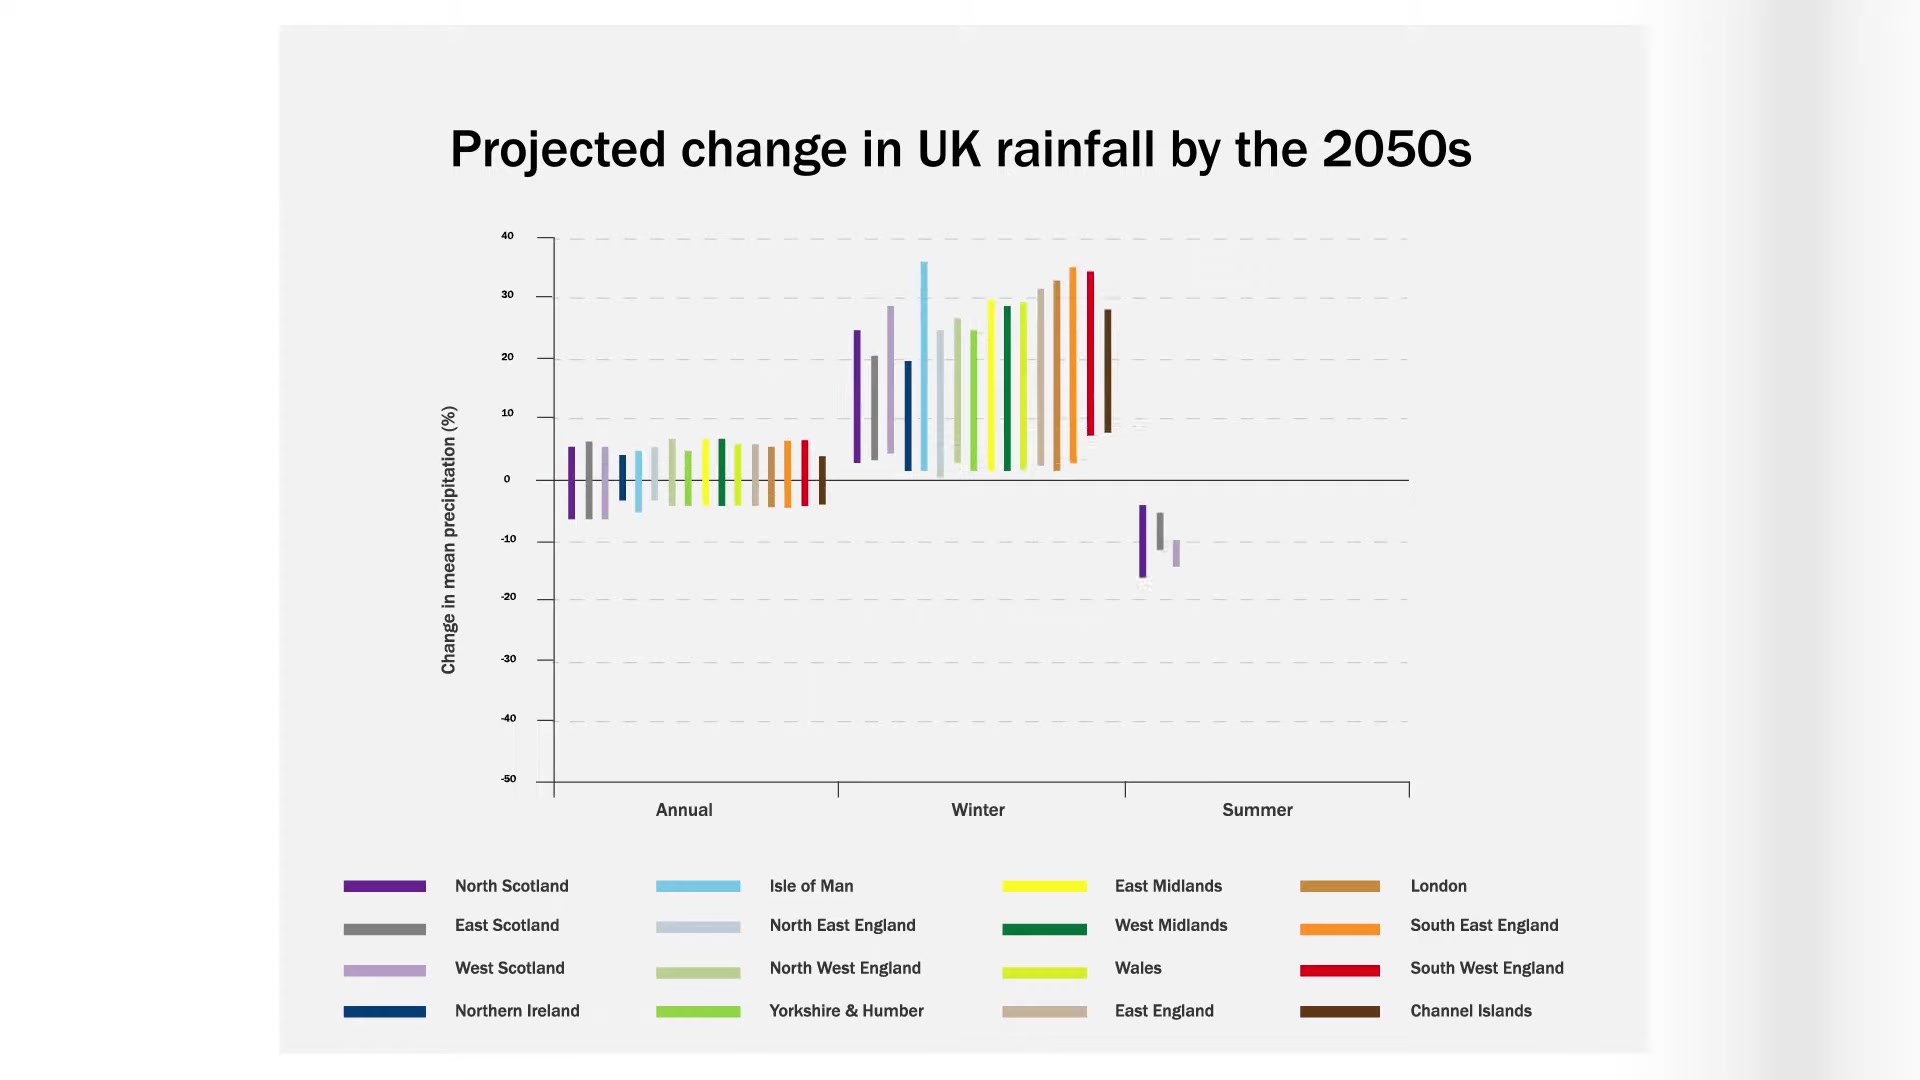 Projected change in UK rainfall by the 2050s
Change in mean precipitation (%)
40
30
20
10
0
-10
-20
-30
-40
-50
Annual
Winter
Summer
North Scotland
Isle of Man
East Midlands
London
East Scotland
North East England
West Midlands
South East England
West Scotland
North West England
Wales
South West England
Northern Ireland
Yorkshire & Humber
East England
Channel Islands